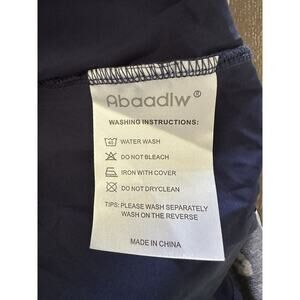 Abaadlw®
WASHING INSTRUCTIONS:
WATER WASH
DO NOT BLEACH
IRON WITH COVER
DO NOT DRYCLEAN
TIPS: PLEASE WASH SEPARATELY
WASH ON THE REVERSE
MADE IN CHINA